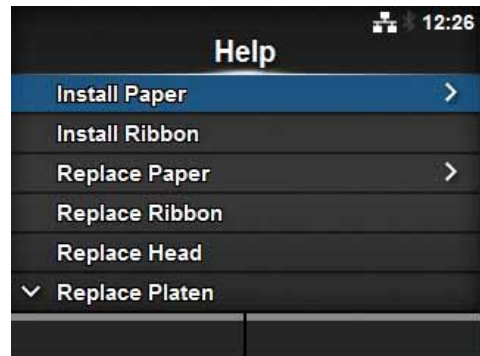 12:26
Help
Install Paper
Install Ribbon
Replace Paper
Replace Ribbon
Replace Head
Replace Platen